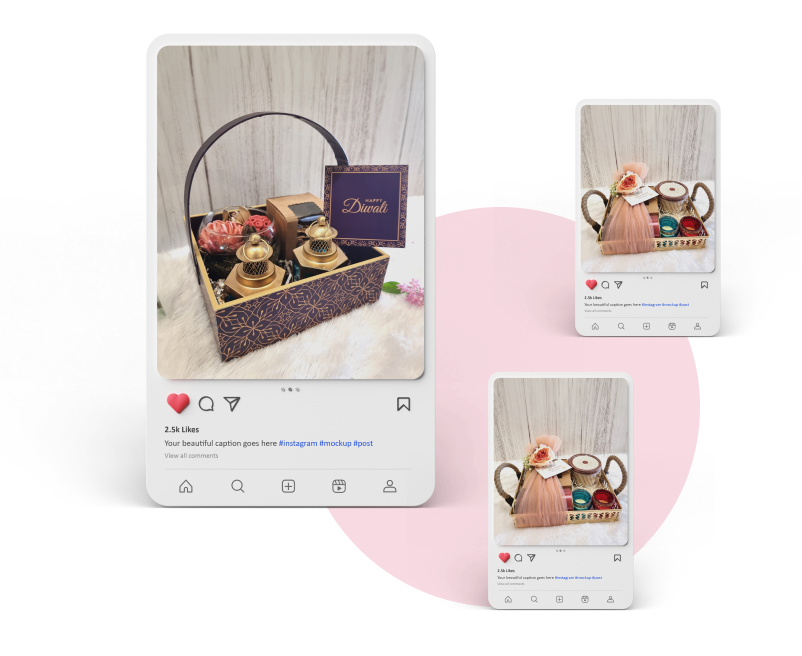 HAPPY
Diwali
2.5k Likes
Your beautiful caption goes here #instagram #mockup #post
View all comments
2.5k Likes
Your beautiful caption goes here #instagram #mockup #post
View all comments
2.5k Likes
Your beautiful caption goes here #instagram #mockup #post
View all comments